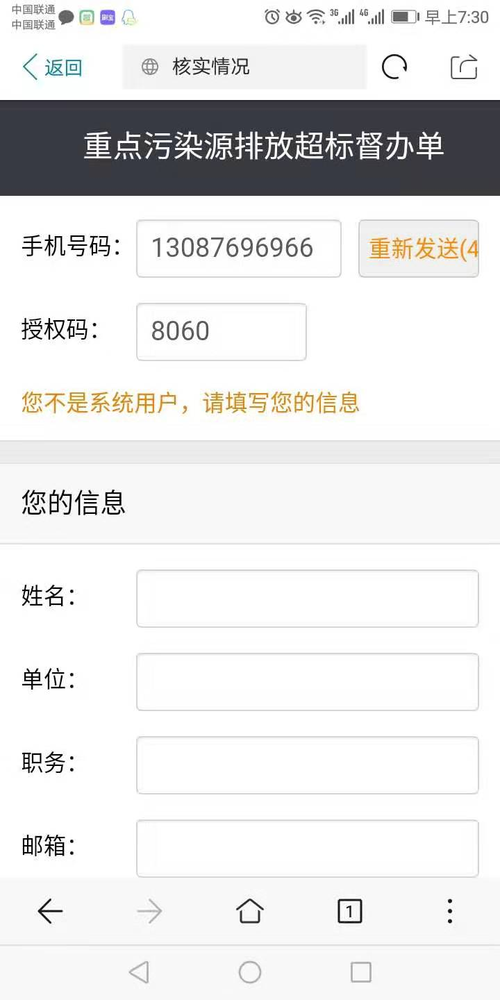 中国联通
中国联通
3G
4G
早上7:30
返回
核实情况
重点污染源排放超标督办单
手机号码：
13087696966
重新发送(4
授权码：
8060
您不是系统用户，请填写您的信息
您的信息
姓名：
单位：
职务：
邮箱：
1